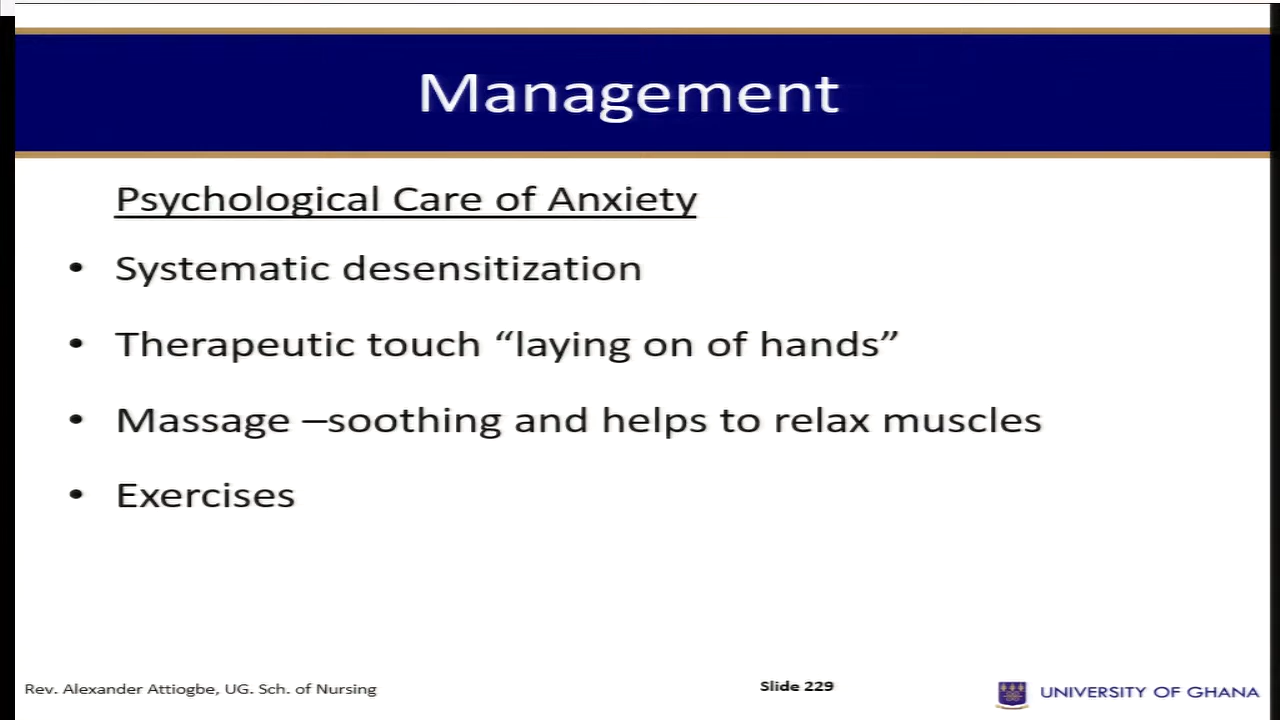 Management
Psychological Care of Anxiety
• Systematic desensitization
• Therapeutic touch “laying on of hands”
• Massage –soothing and helps to relax muscles
• Exercises
Rev. Alexander Attiogbe, UG. Sch. of Nursing
Slide 229
UNIVERSITY OF GHANA